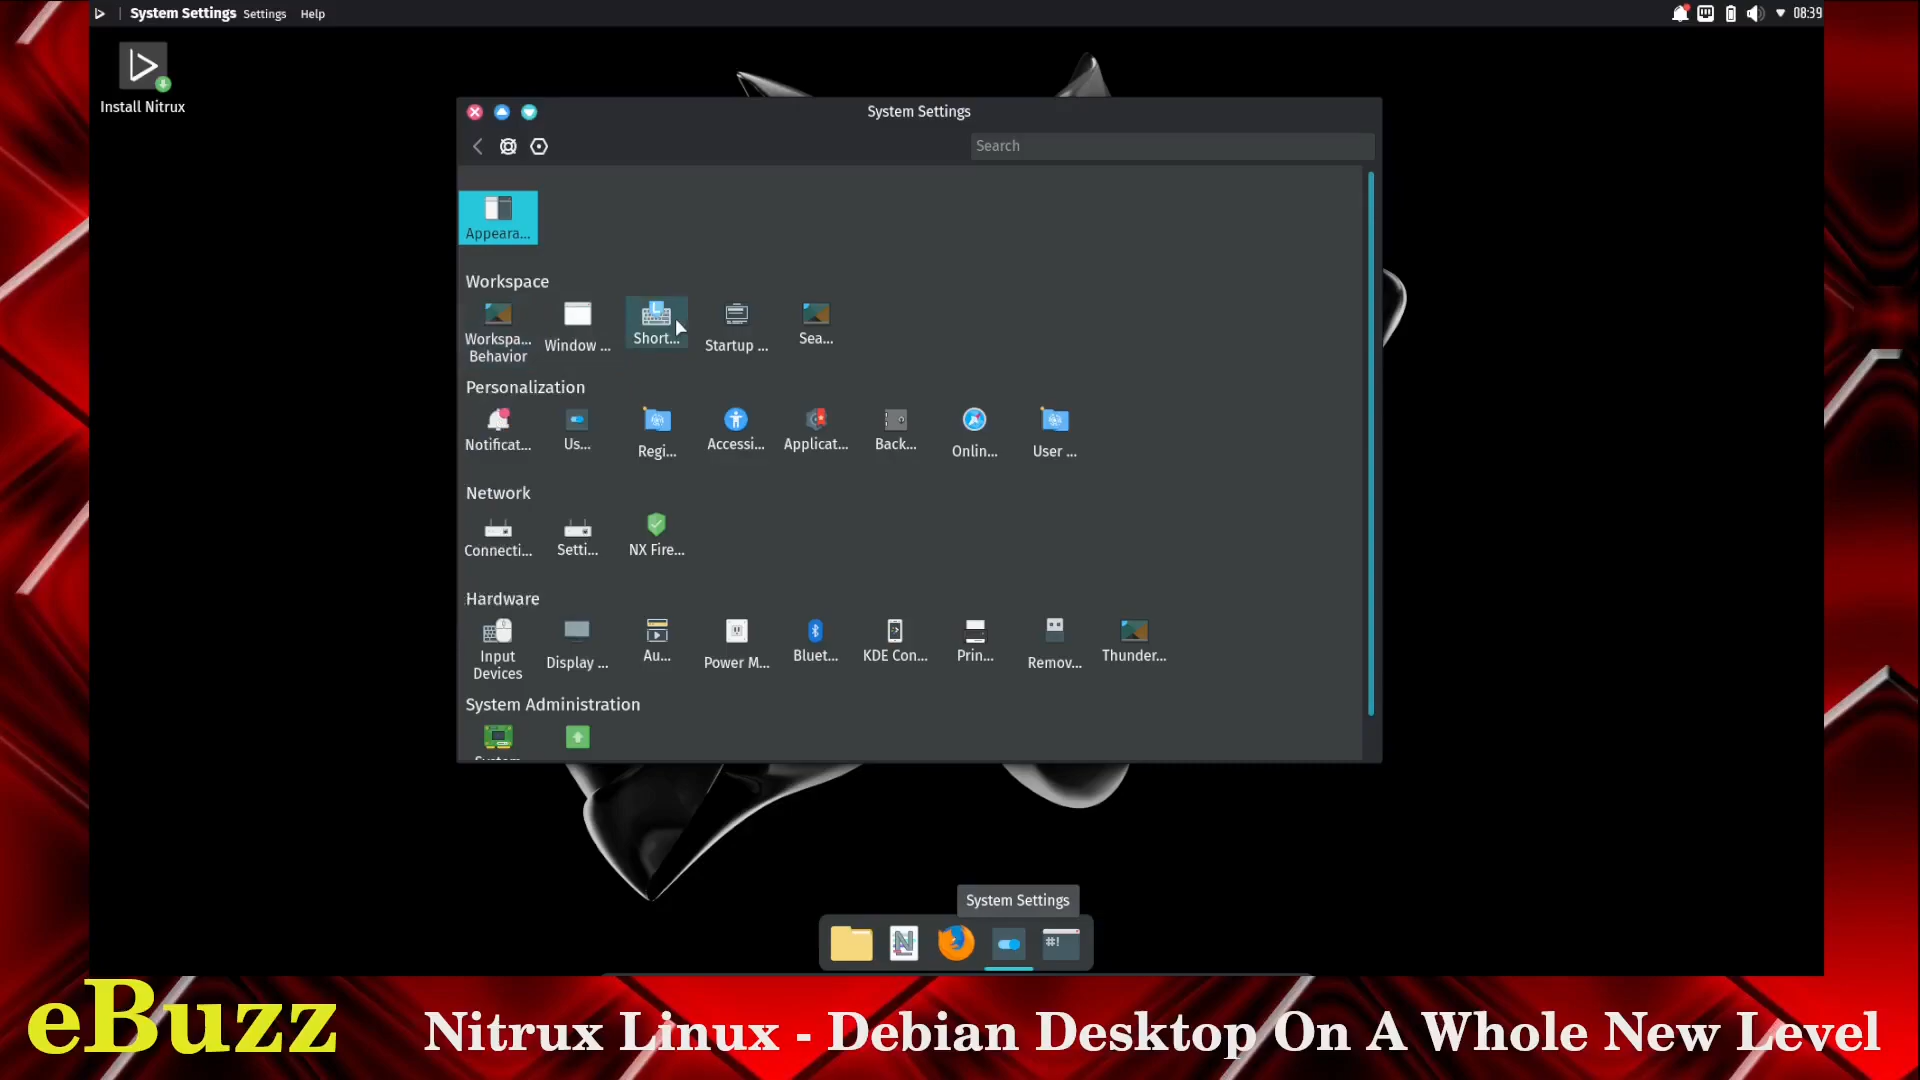 System Settings Settings Help
08:39
Install Nitrux
System Settings
Search
Appeara...
Workspace
Workspa... Behavior
Window ...
Short...
Startup ...
Sea...
Personalization
Notificat...
Us...
Regi...
Accessi...
Applicat...
Back...
Onlin...
User ...
Network
Connecti...
Setti...
NX Fire...
Hardware
Input Devices
Display ...
Au...
Power M...
Bluet...
KDE Con...
Prin...
Remov...
Thunder...
System Administration
System
System Settings
#!
eBuzz
Nitrux Linux - Debian Desktop On A Whole New Level